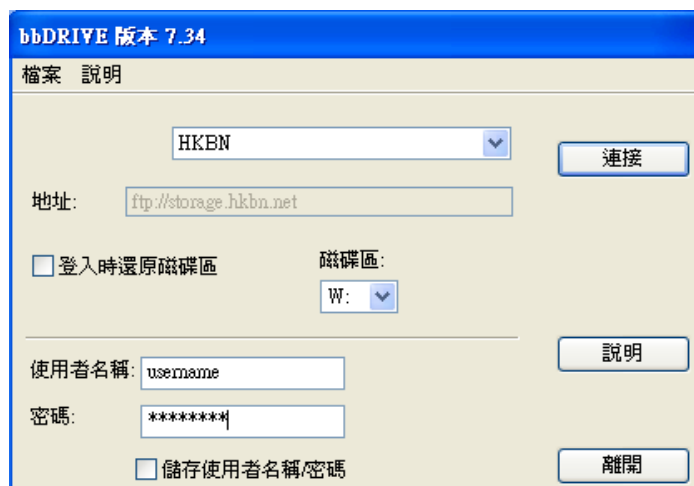 bbDRIVE 版本 7.34
檔案 說明
HKBN
連接
地址: ftp://storage.hkbn.net
登入時還原磁碟區
磁碟區:
W:
說明
使用者名稱: username
密碼: ********
儲存使用者名稱/密碼
離開